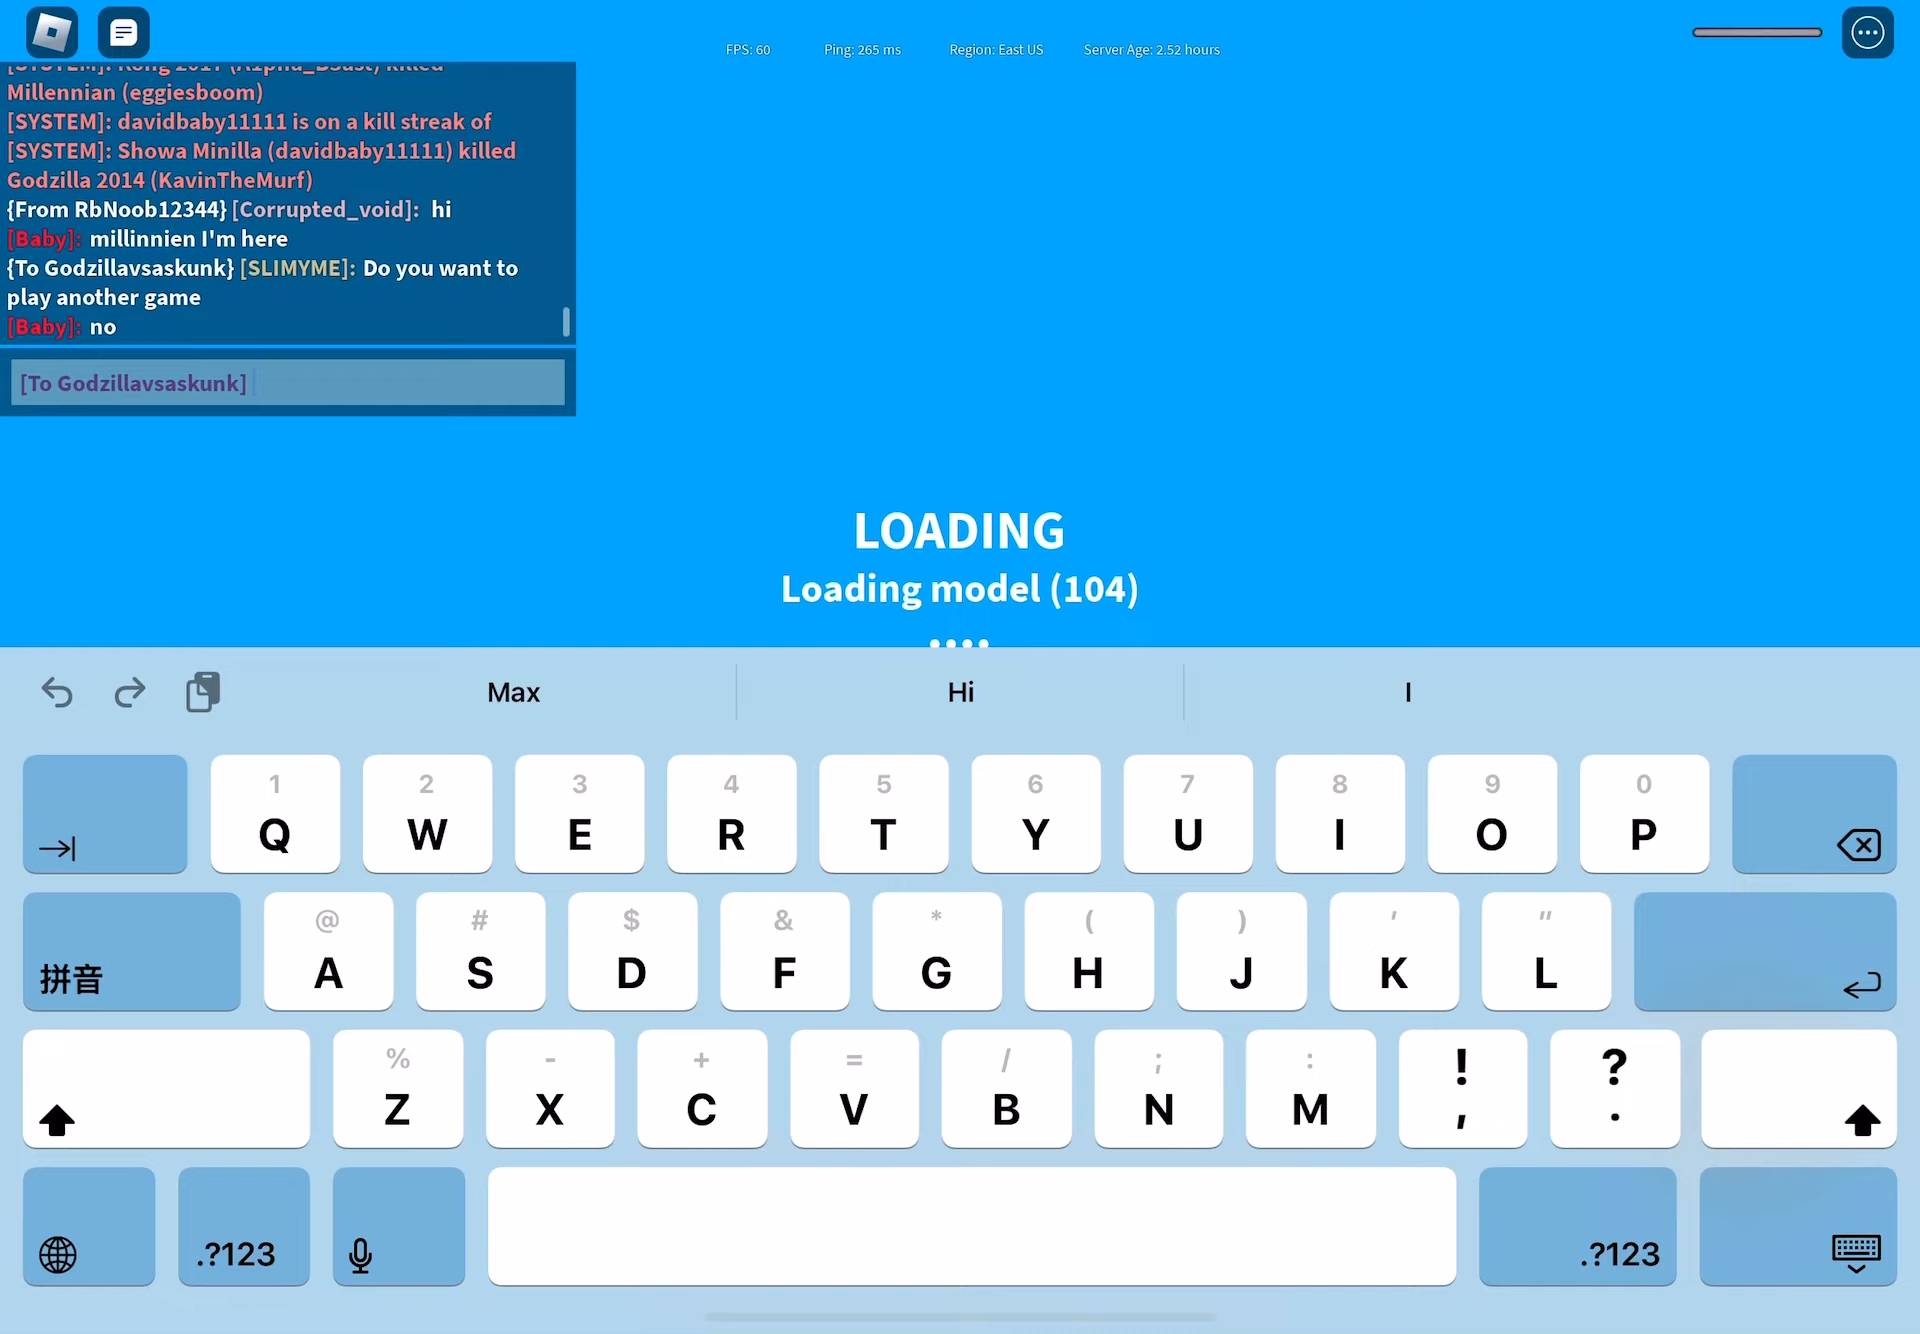 FPS: 60 Ping: 265 ms Region: East US Server Age: 2.52 hours
Millennian (eggiesboom)
[SYSTEM]: davidbaby11111 is on a kill streak of
[SYSTEM]: Showa Minilla (davidbaby11111) killed
Godzilla 2014 (KavinTheMurf)
{From RbNoob12344} [Corrupted_void]: hi
[Baby]: millinnien I'm here
{To Godzillavsaskunk} [SLIMYME]: Do you want to
play another game
[Baby]: no
[To Godzillavsaskunk]
LOADING
Loading model (104)
Max Hi I
1 2 3 4 5 6 7 8 9 0
Q W E R T Y U I O P
@ # $ & * ( ) ' "
拼音 A S D F G H J K L
% - + = / ; : ! ?
Z X C V B N M , .
.?123 .?123